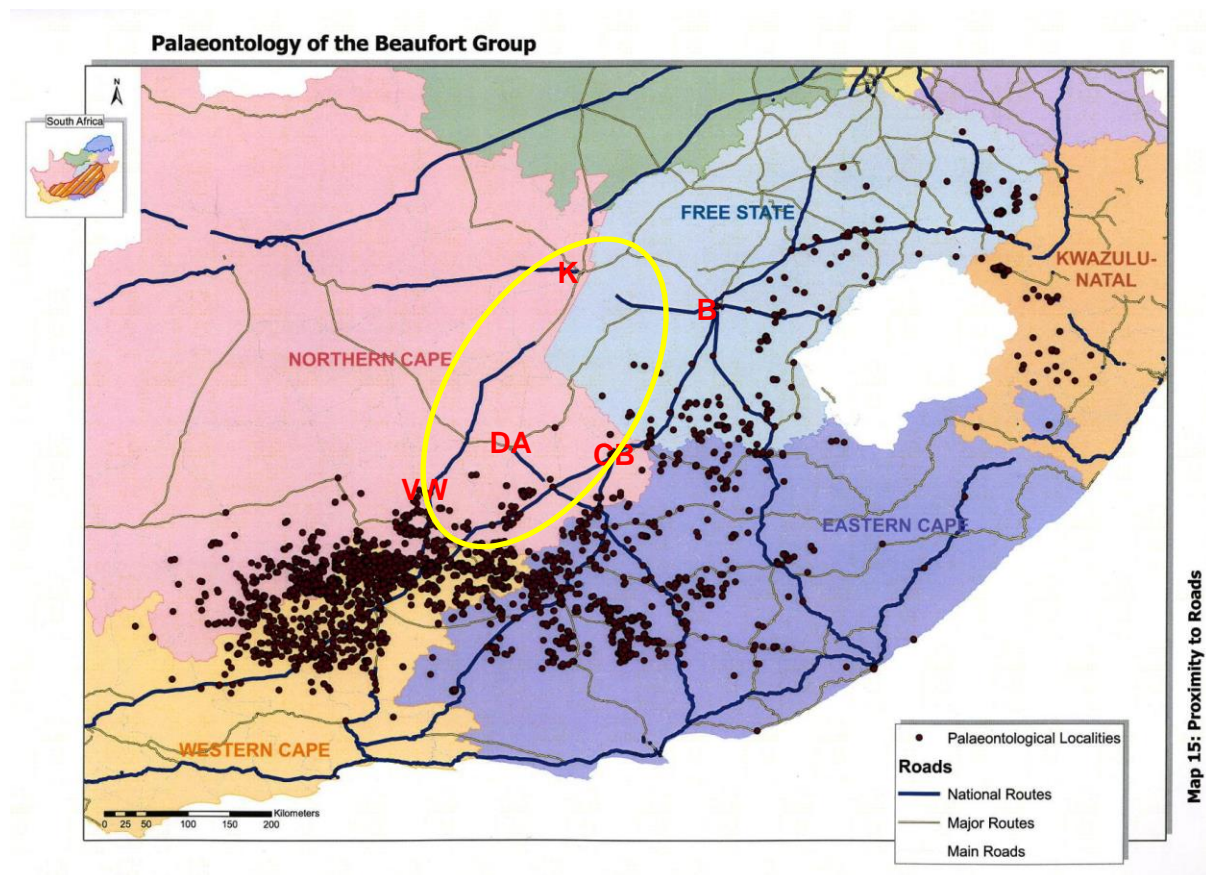 Palaeontology of the Beaufort Group
N
South Africa
FREE STATE
K
KWAZULU-
NATAL
B
NORTHERN CAPE
DA
CB
VW
EASTERN CAPE
WESTERN CAPE
Kilometers
0 25 50 100 150 200
Palaeontological Localities
Roads
National Routes
Major Routes
Main Roads
Map 15: Proximity to Roads